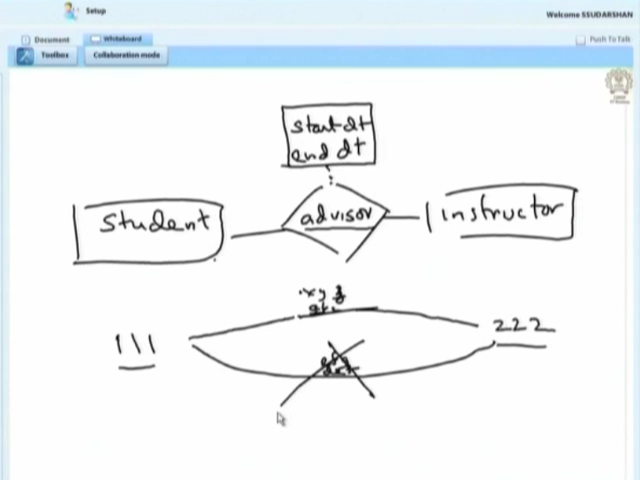 Setup
Welcome SSUDARSHAN
Document
Whiteboard
Push To Talk
Toolbox
Collaboration mode
start dt
end dt
student
advisor
instructor
xyz
111
222